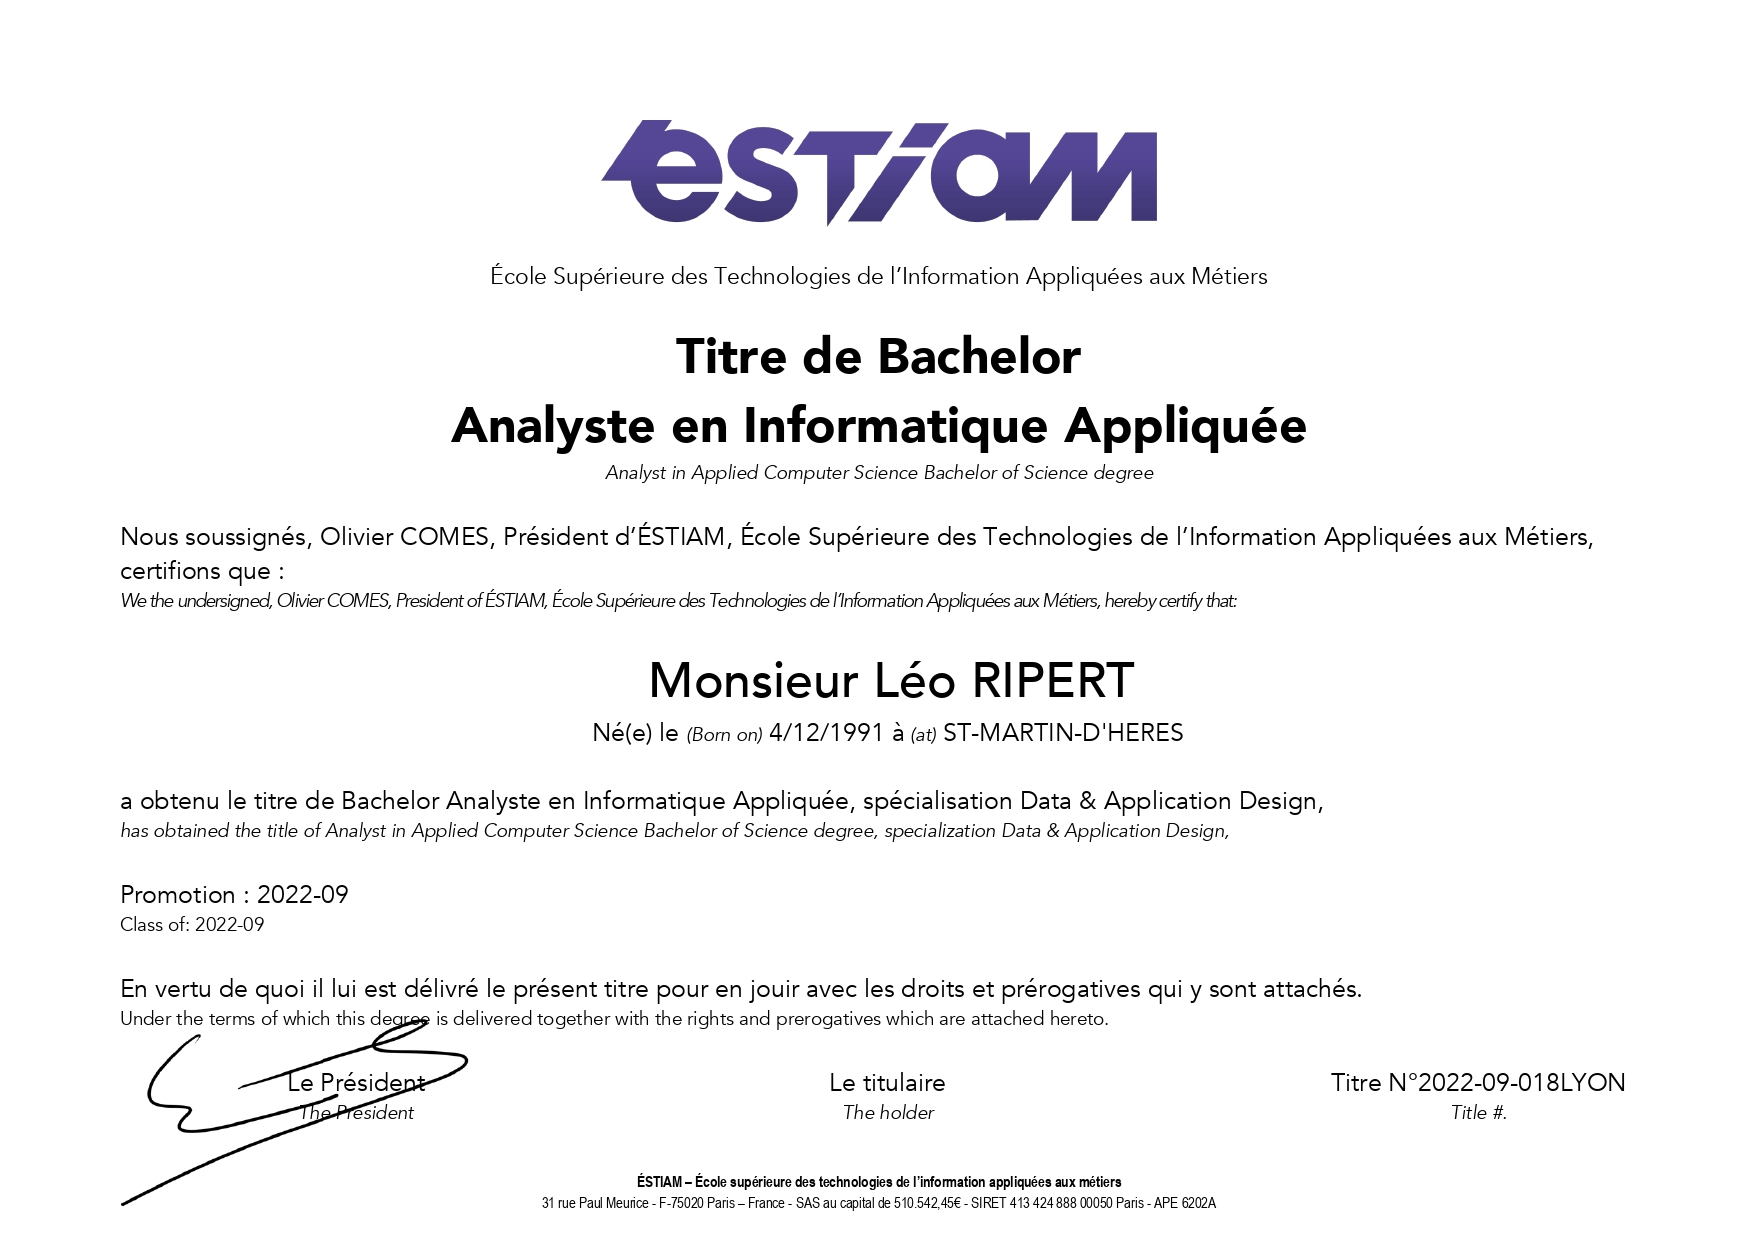 ésTiam
École Supérieure des Technologies de l’Information Appliquées aux Métiers
Titre de Bachelor
Analyste en Informatique Appliquée
Analyst in Applied Computer Science Bachelor of Science degree
Nous soussignés, Olivier COMES, Président d’ÉSTIAM, École Supérieure des Technologies de l’Information Appliquées aux Métiers,
certifions que :
We the undersigned, Olivier COMES, President of ÉSTIAM, École Supérieure des Technologies de l’Information Appliquées aux Métiers, hereby certify that:
Monsieur Léo RIPERT
Né(e) le (Born on) 4/12/1991 à (at) ST-MARTIN-D'HERES
a obtenu le titre de Bachelor Analyste en Informatique Appliquée, spécialisation Data & Application Design,
has obtained the title of Analyst in Applied Computer Science Bachelor of Science degree, specialization Data & Application Design,
Promotion : 2022-09
Class of: 2022-09
En vertu de quoi il lui est délivré le présent titre pour en jouir avec les droits et prérogatives qui y sont attachés.
Under the terms of which this degree is delivered together with the rights and prerogatives which are attached hereto.
Le Président Le titulaire Titre N°2022-09-018LYON
The President The holder Title #.
ÉSTIAM – École supérieure des technologies de l’information appliquées aux métiers
31 rue Paul Meurice - F-75020 Paris – France - SAS au capital de 510.542,45€ - SIRET 413 424 888 00050 Paris - APE 6202A